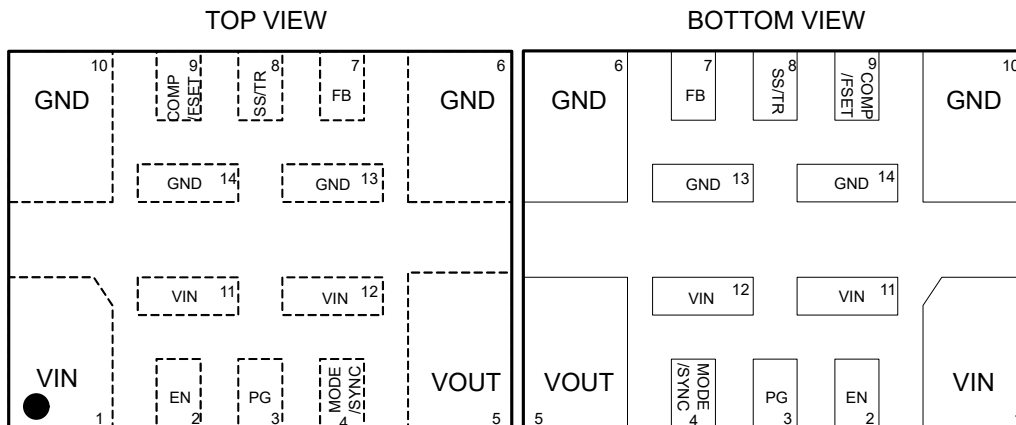 TOP VIEW
BOTTOM VIEW
10
9
8
7
6
GND
COMP
/FSET
SS/TR
FB
GND
GND 14
GND 13
VIN 11
VIN 12
VIN
EN
PG
MODE
/SYNC
VOUT
1
2
3
4
5
6
7
8
9
10
GND
FB
SS/TR
COMP
/FSET
GND
GND 13
GND 14
VIN 12
VIN 11
VOUT
MODE
/SYNC
PG
EN
VIN
5
4
3
2
1